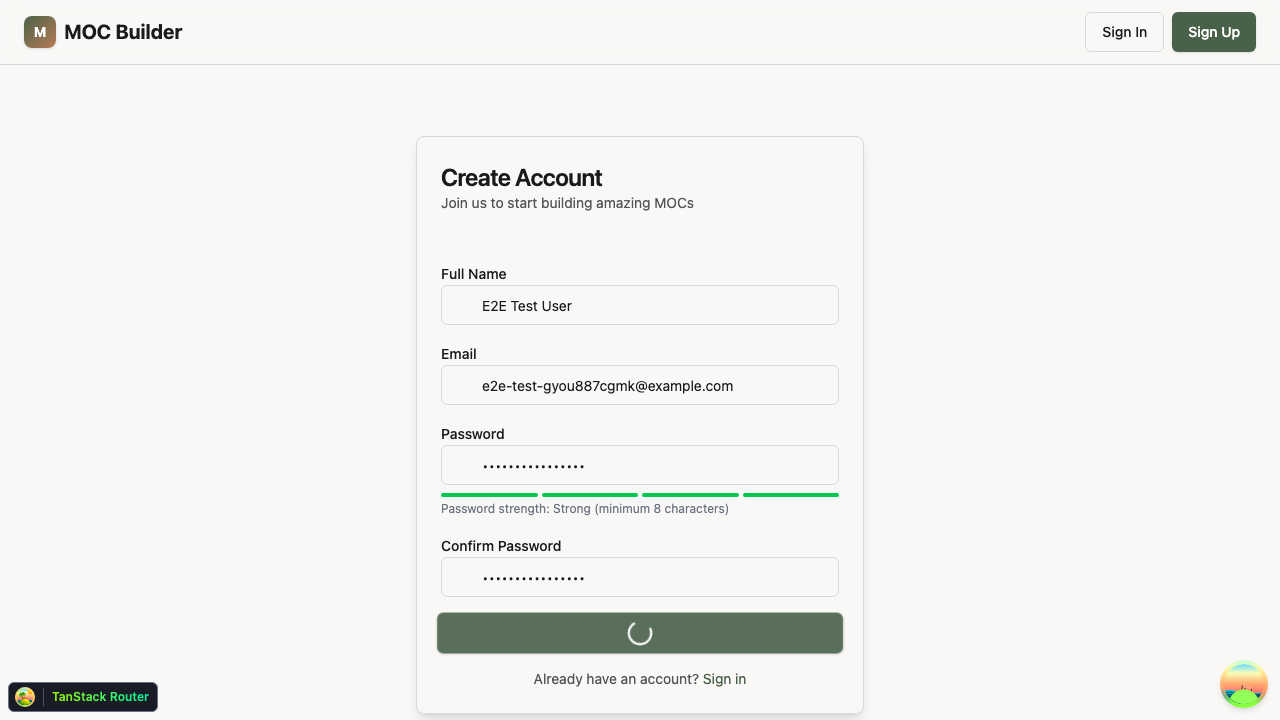 M MOC Builder
Sign In
Sign Up
Create Account
Join us to start building amazing MOCs
Full Name
E2E Test User
Email
e2e-test-gyou887cgmk@example.com
Password
••••••••••••••••
Password strength: Strong (minimum 8 characters)
Confirm Password
••••••••••••••••
Already have an account? Sign in
TanStack Router